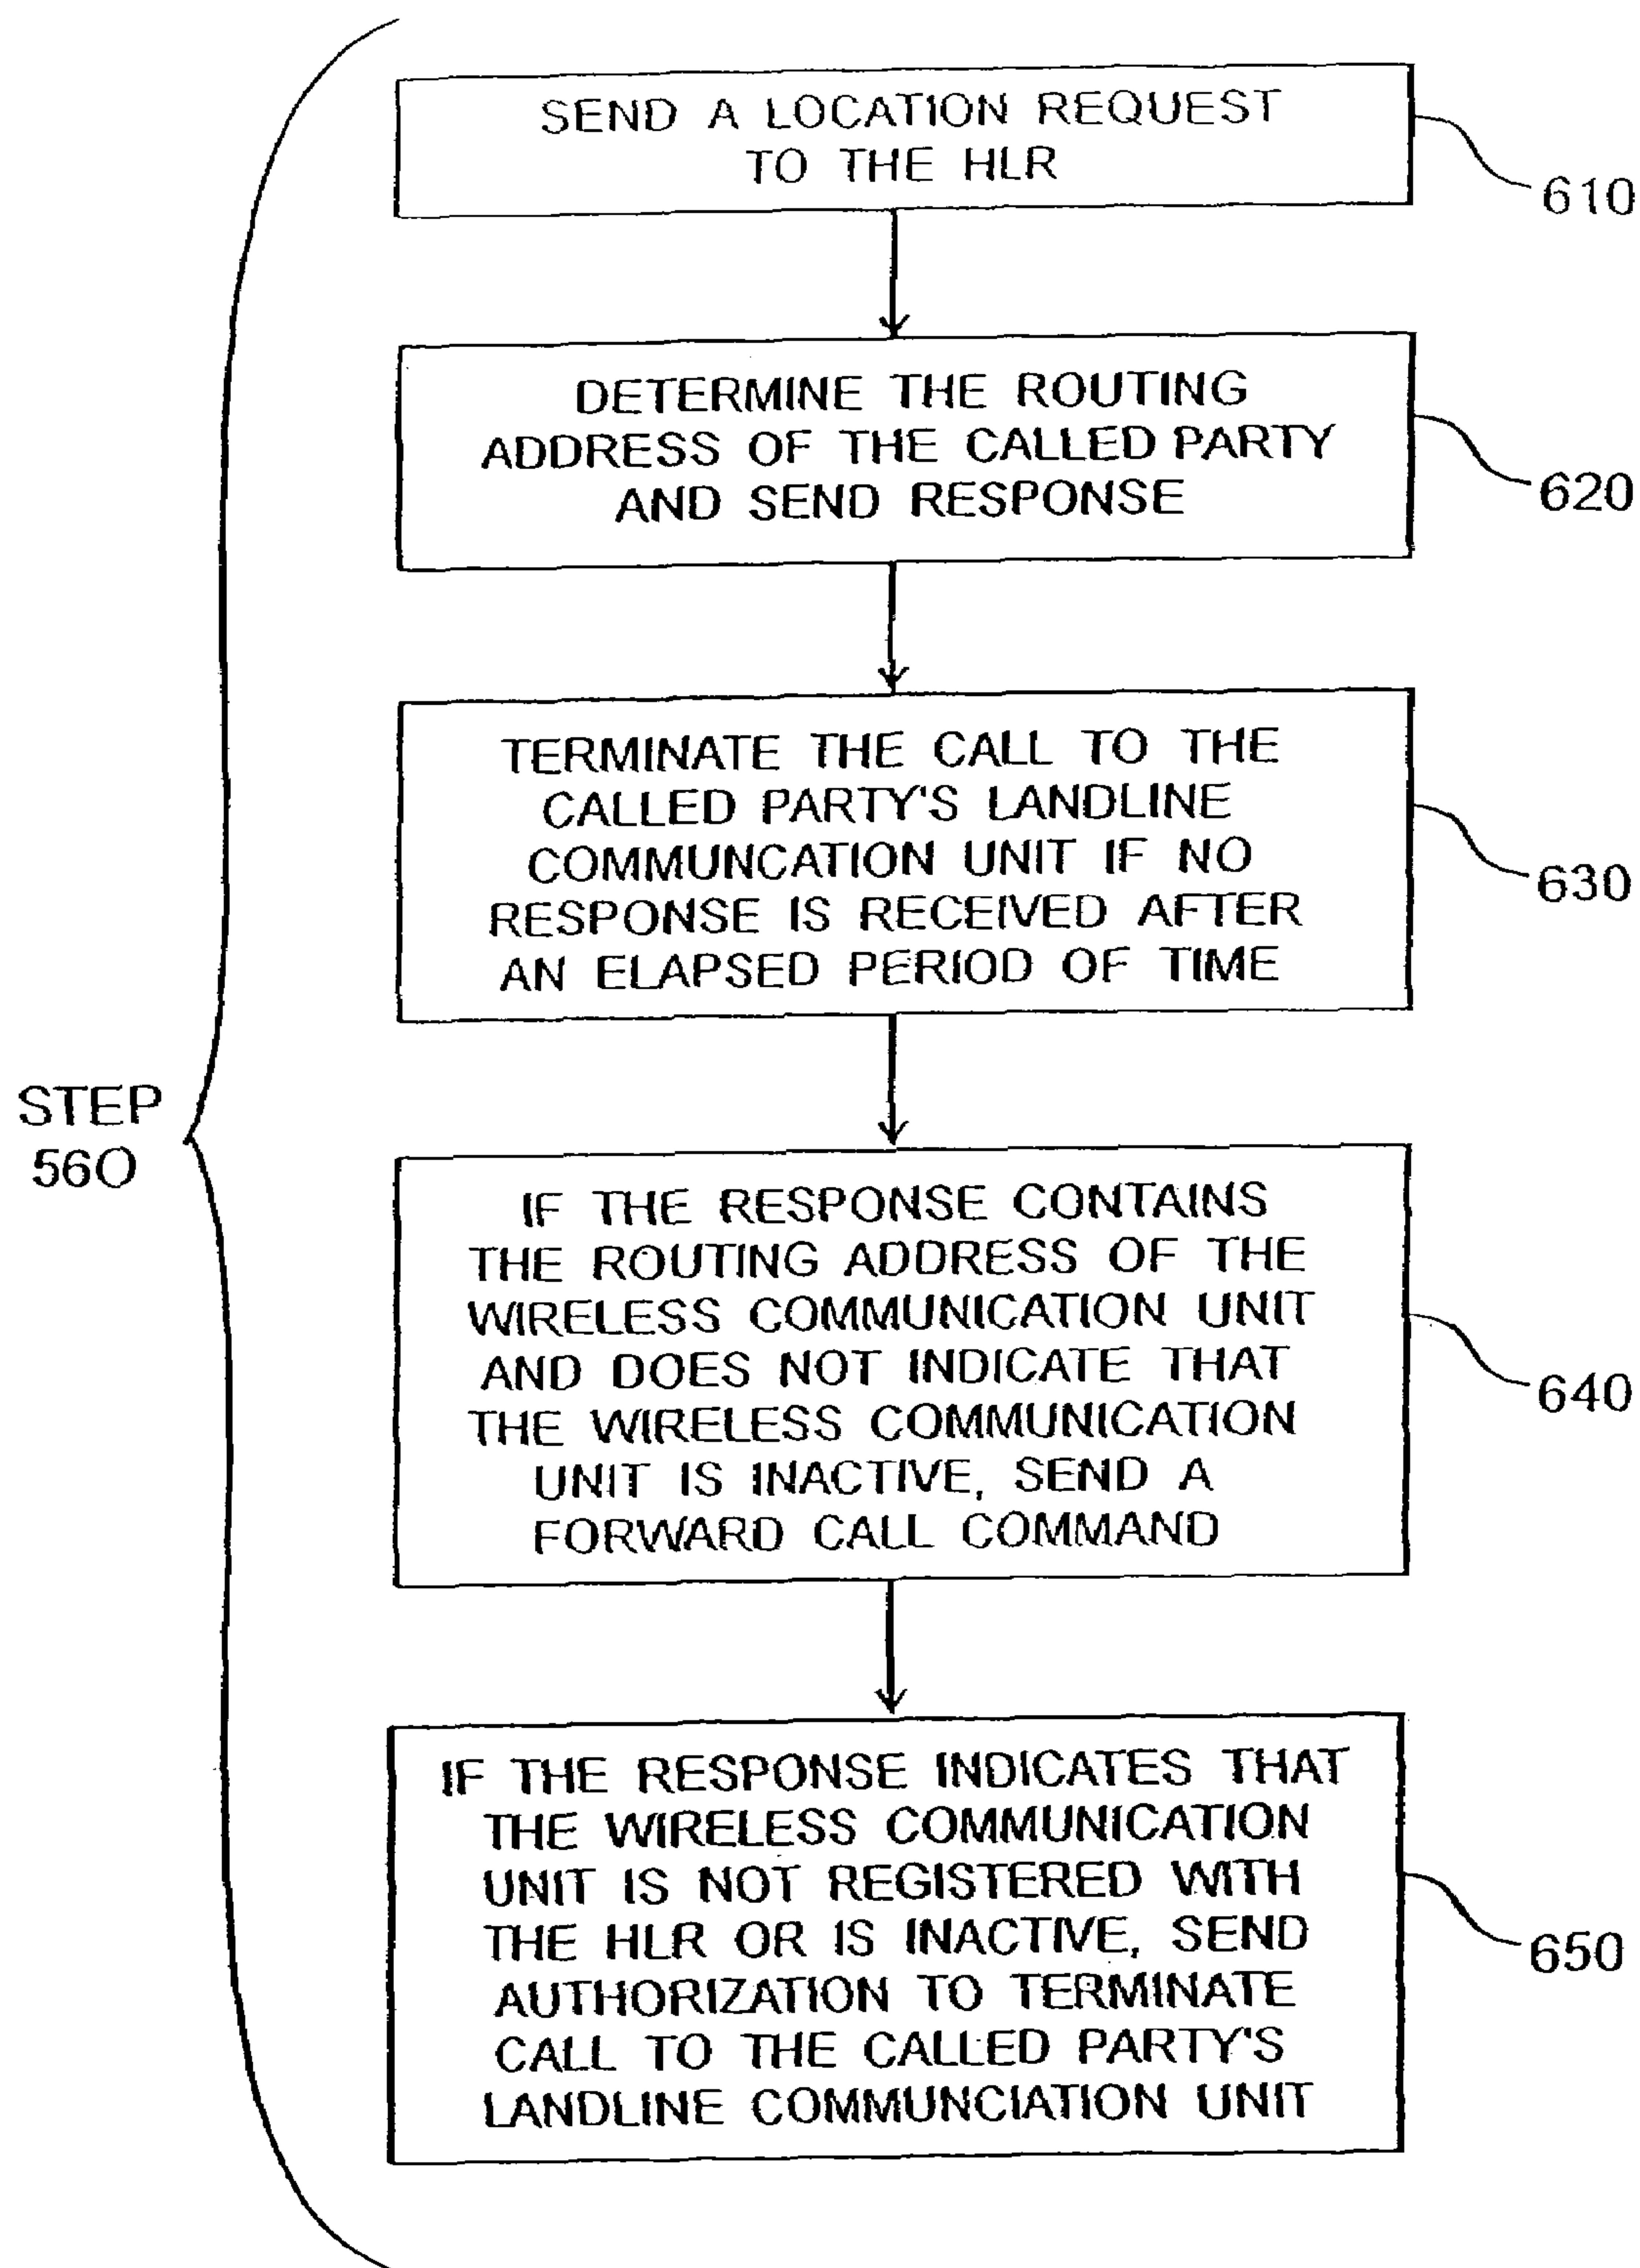 SEND A LOCATION REQUEST
TO THE HLR
610
DETERMINE THE ROUTING
ADDRESS OF THE CALLED PARTY
AND SEND RESPONSE
620
TERMINATE THE CALL TO THE
CALLED PARTY'S LANDLINE
COMMUNCATION UNIT IF NO
RESPONSE IS RECEIVED AFTER
AN ELAPSED PERIOD OF TIME
630
STEP
560
IF THE RESPONSE CONTAINS
THE ROUTING ADDRESS OF THE
WIRELESS COMMUNICATION UNIT
AND DOES NOT INDICATE THAT
THE WIRELESS COMMUNICATION
UNIT IS INACTIVE, SEND A
FORWARD CALL COMMAND
640
IF THE RESPONSE INDICATES THAT
THE WIRELESS COMMUNICATION
UNIT IS NOT REGISTERED WITH
THE HLR OR IS INACTIVE, SEND
AUTHORIZATION TO TERMINATE
CALL TO THE CALLED PARTY'S
LANDLINE COMMUNCIATION UNIT
650